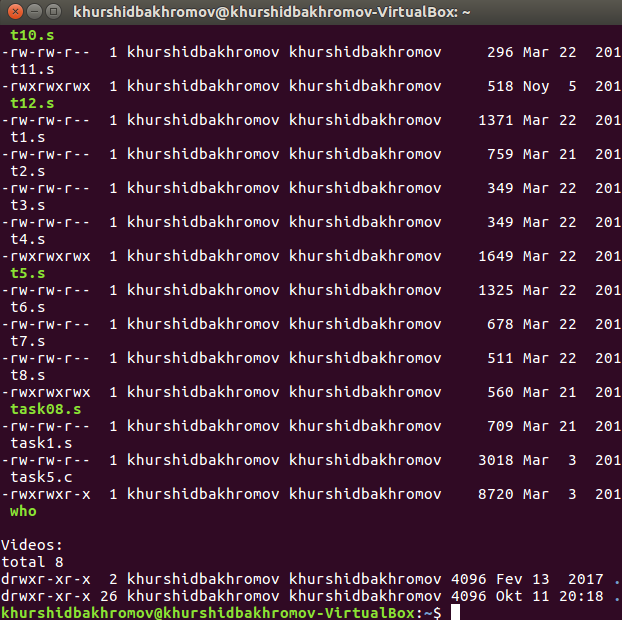 khurshidbakhromov@khurshidbakhromov-VirtualBox: ~
t10.s
-rw-rw-r-- 1 khurshidbakhromov khurshidbakhromov 296 Mar 22 201
t11.s
-rwxrwxrwx 1 khurshidbakhromov khurshidbakhromov 518 Noy 5 201
t12.s
-rw-rw-r-- 1 khurshidbakhromov khurshidbakhromov 1371 Mar 22 201
t1.s
-rw-rw-r-- 1 khurshidbakhromov khurshidbakhromov 759 Mar 21 201
t2.s
-rw-rw-r-- 1 khurshidbakhromov khurshidbakhromov 349 Mar 22 201
t3.s
-rw-rw-r-- 1 khurshidbakhromov khurshidbakhromov 349 Mar 22 201
t4.s
-rwxrwxrwx 1 khurshidbakhromov khurshidbakhromov 1649 Mar 22 201
t5.s
-rw-rw-r-- 1 khurshidbakhromov khurshidbakhromov 1325 Mar 22 201
t6.s
-rw-rw-r-- 1 khurshidbakhromov khurshidbakhromov 678 Mar 22 201
t7.s
-rw-rw-r-- 1 khurshidbakhromov khurshidbakhromov 511 Mar 22 201
t8.s
-rwxrwxrwx 1 khurshidbakhromov khurshidbakhromov 560 Mar 21 201
task08.s
-rw-rw-r-- 1 khurshidbakhromov khurshidbakhromov 709 Mar 21 201
task1.s
-rw-rw-r-- 1 khurshidbakhromov khurshidbakhromov 3018 Mar 3 201
task5.c
-rwxrwxr-x 1 khurshidbakhromov khurshidbakhromov 8720 Mar 3 201
who
Videos:
total 8
drwxr-xr-x 2 khurshidbakhromov khurshidbakhromov 4096 Fev 13 2017 .
drwxr-xr-x 26 khurshidbakhromov khurshidbakhromov 4096 Okt 11 20:18 .
khurshidbakhromov@khurshidbakhromov-VirtualBox:~$